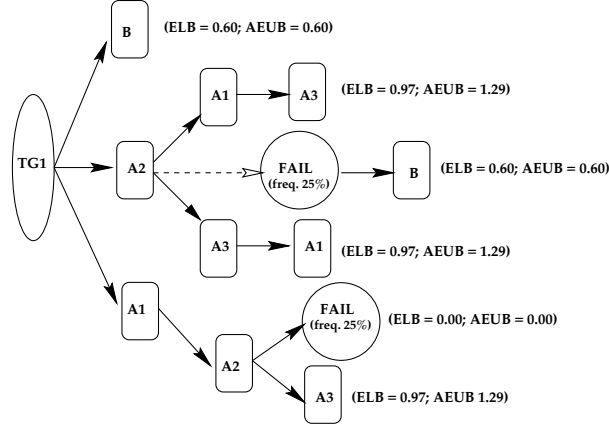 B (ELB = 0.60; AEUB = 0.60)
A1 A3 (ELB = 0.97; AEUB = 1.29)
TG1 A2 FAIL B (ELB = 0.60; AEUB = 0.60)
(freq. 25%)
A3 A1 (ELB = 0.97; AEUB = 1.29)
A1 FAIL (ELB = 0.00; AEUB = 0.00)
(freq. 25%)
A2
A3 (ELB = 0.97; AEUB 1.29)